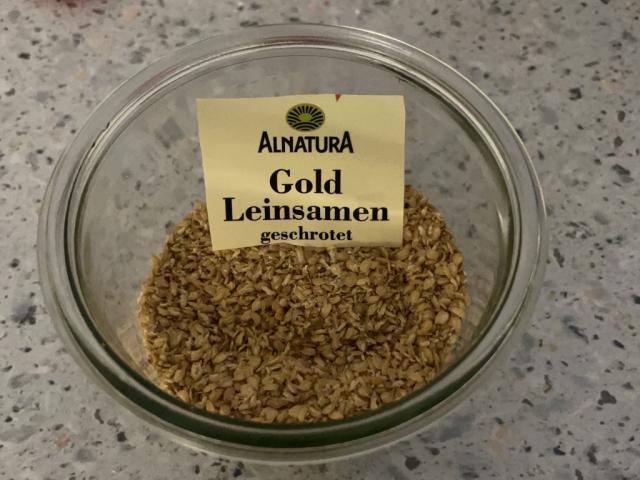 ALNATURA
Gold
Leinsamen
geschrotet